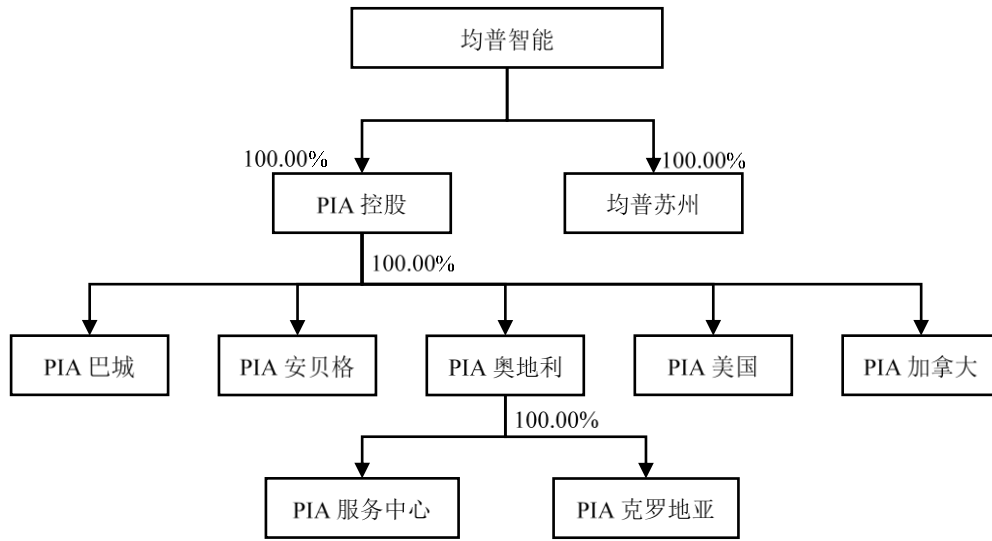 均普智能
100.00%
100.00%
PIA 控股
均普苏州
100.00%
PIA 巴城
PIA 安贝格
PIA 奥地利
PIA 美国
PIA 加拿大
100.00%
PIA 服务中心
PIA 克罗地亚